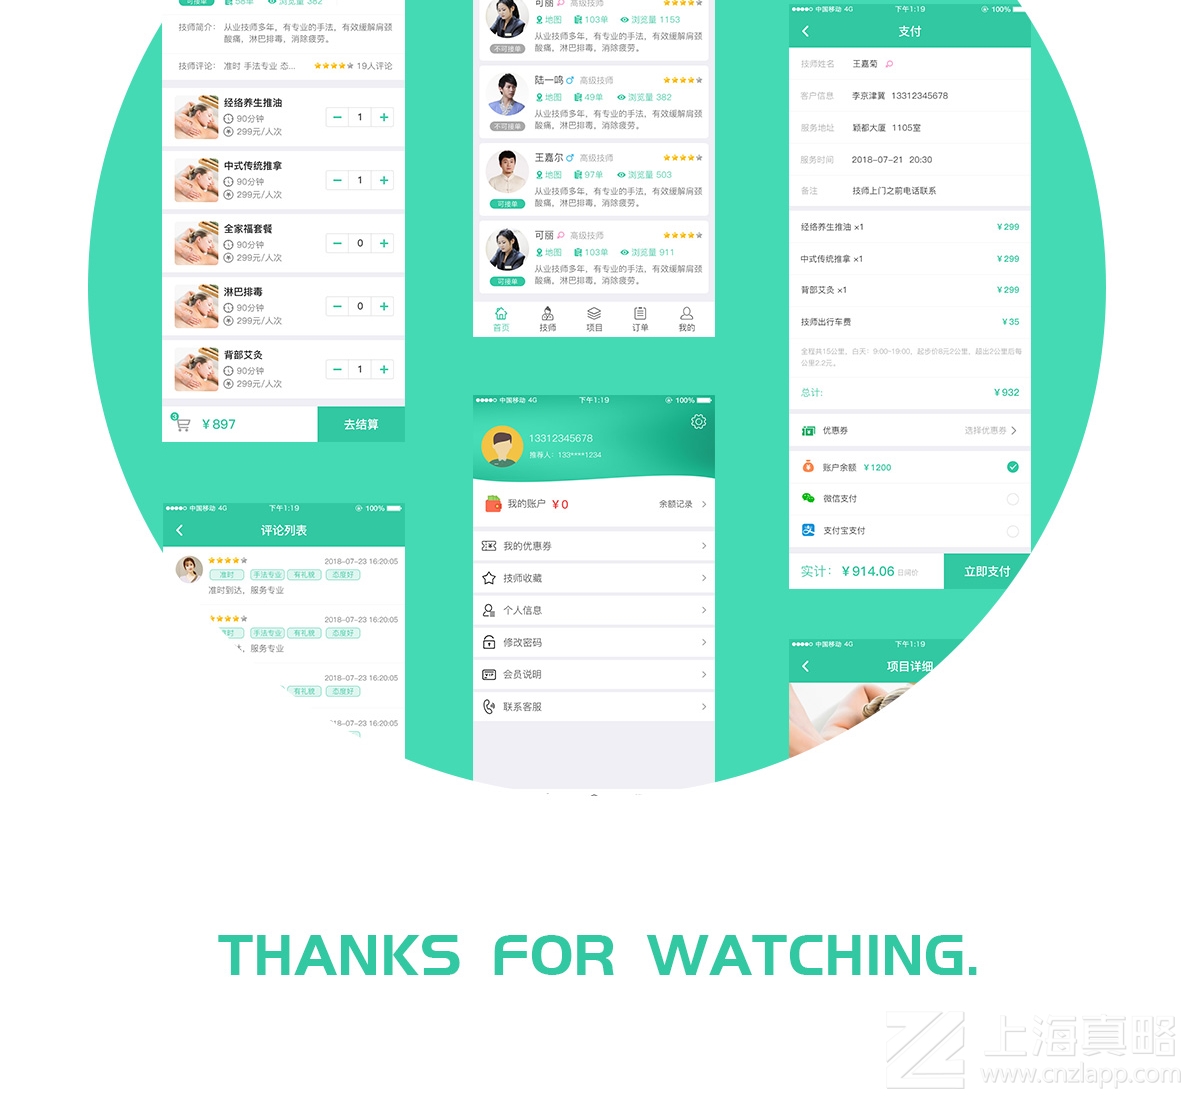 可接单 58单 浏览量 382
技师简介： 从业技师多年，有专业的手法，有效缓解肩颈
酸痛，淋巴排毒，消除疲劳。
技师评论： 准时 手法专业 态... 19人评论
经络养生推油
90分钟
299元/人次
1
中式传统推拿
90分钟
299元/人次
1
全家福套餐
90分钟
299元/人次
0
淋巴排毒
90分钟
299元/人次
0
背部艾灸
90分钟
299元/人次
1
3
¥897
去结算
中国移动 4G 下午1:19 100%
评论列表
2018-07-23 16:20:05
准时 手法专业 有礼貌 态度好
准时到达，服务专业
2018-07-23 16:20:05
手法专业 有礼貌 态度好
服务专业
2018-07-23 16:20:05
有礼貌 态度好
18-07-23 16:20:05
可丽 高级技师
地图 103单 浏览量 1153
不可接单
从业技师多年，有专业的手法，有效缓解肩颈
酸痛，淋巴排毒，消除疲劳。
陆一鸣 高级技师
地图 49单 浏览量 382
不可接单
从业技师多年，有专业的手法，有效缓解肩颈
酸痛，淋巴排毒，消除疲劳。
王嘉尔 高级技师
地图 97单 浏览量 503
可接单
从业技师多年，有专业的手法，有效缓解肩颈
酸痛，淋巴排毒，消除疲劳。
可丽 高级技师
地图 103单 浏览量 911
可接单
从业技师多年，有专业的手法，有效缓解肩颈
酸痛，淋巴排毒，消除疲劳。
首页 技师 项目 订单 我的
中国移动 4G 下午1:19 100%
13312345678
推荐人：133****1234
我的账户 ¥0 余额记录
我的优惠券
技师收藏
个人信息
修改密码
会员说明
联系客服
中国移动 4G 下午1:19 100%
支付
技师姓名 王嘉菊
客户信息 李京津冀 13312345678
服务地址 颖都大厦 1105室
服务时间 2018-07-21 20:30
备注 技师上门之前电话联系
经络养生推油 ×1 ¥299
中式传统推拿 ×1 ¥299
背部艾灸 ×1 ¥299
技师出行车费 ¥35
全程共15公里，白天：9:00-19:00，起步价8元2公里，超出2公里后每
公里2.2元。
总计: ¥932
优惠券 选择优惠券
账户余额 ¥1200
微信支付
支付宝支付
实计： ¥914.06 日间价
立即支付
中国移动 4G 下午1:19
项目详细
THANKS FOR WATCHING.
上海真略
www.cnzlapp.com